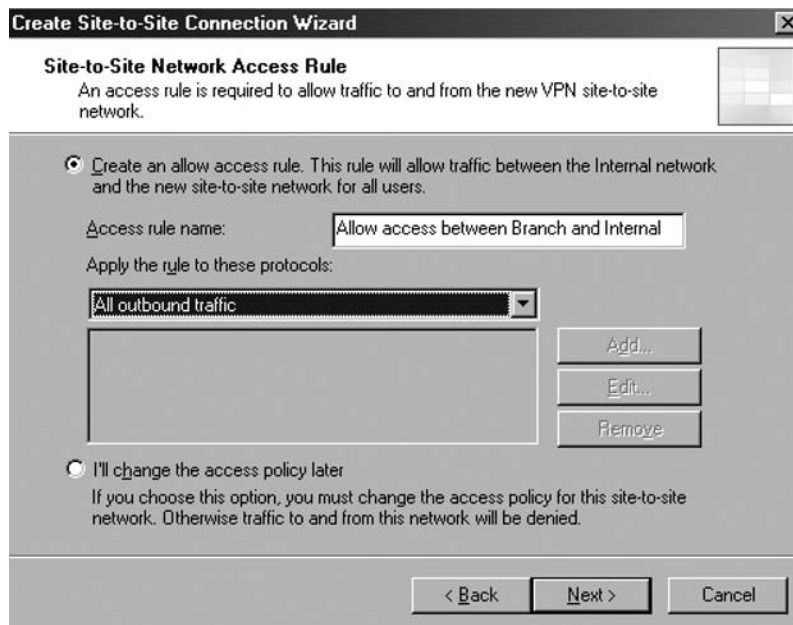 Create Site-to-Site Connection Wizard
Site-to-Site Network Access Rule
An access rule is required to allow traffic to and from the new VPN site-to-site
network.
Create an allow access rule. This rule will allow traffic between the Internal network
and the new site-to-site network for all users.
Access rule name:
Allow access between Branch and Internal
Apply the rule to these protocols:
All outbound traffic
Add...
Edit...
Remove
I'll change the access policy later
If you choose this option, you must change the access policy for this site-to-site
network. Otherwise traffic to and from this network will be denied.
< Back
Next >
Cancel